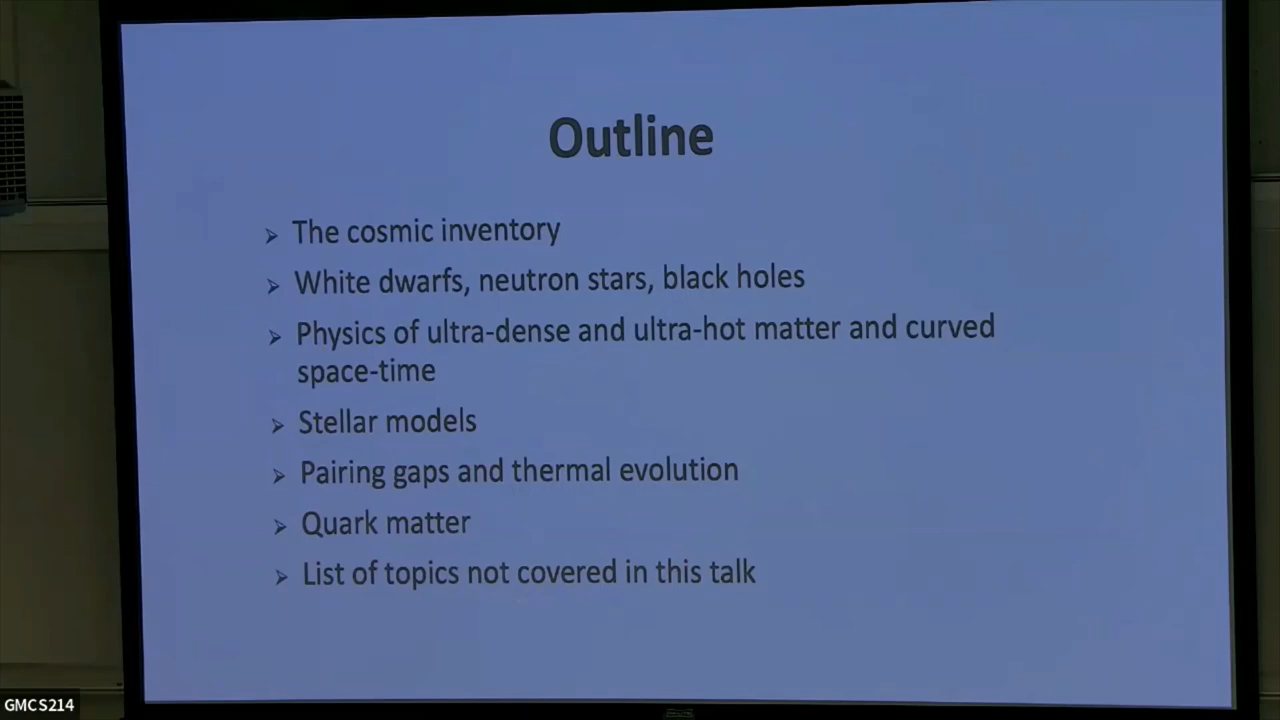 Outline
➢ The cosmic inventory
➢ White dwarfs, neutron stars, black holes
➢ Physics of ultra-dense and ultra-hot matter and curved
space-time
➢ Stellar models
➢ Pairing gaps and thermal evolution
➢ Quark matter
➢ List of topics not covered in this talk
GMCS214